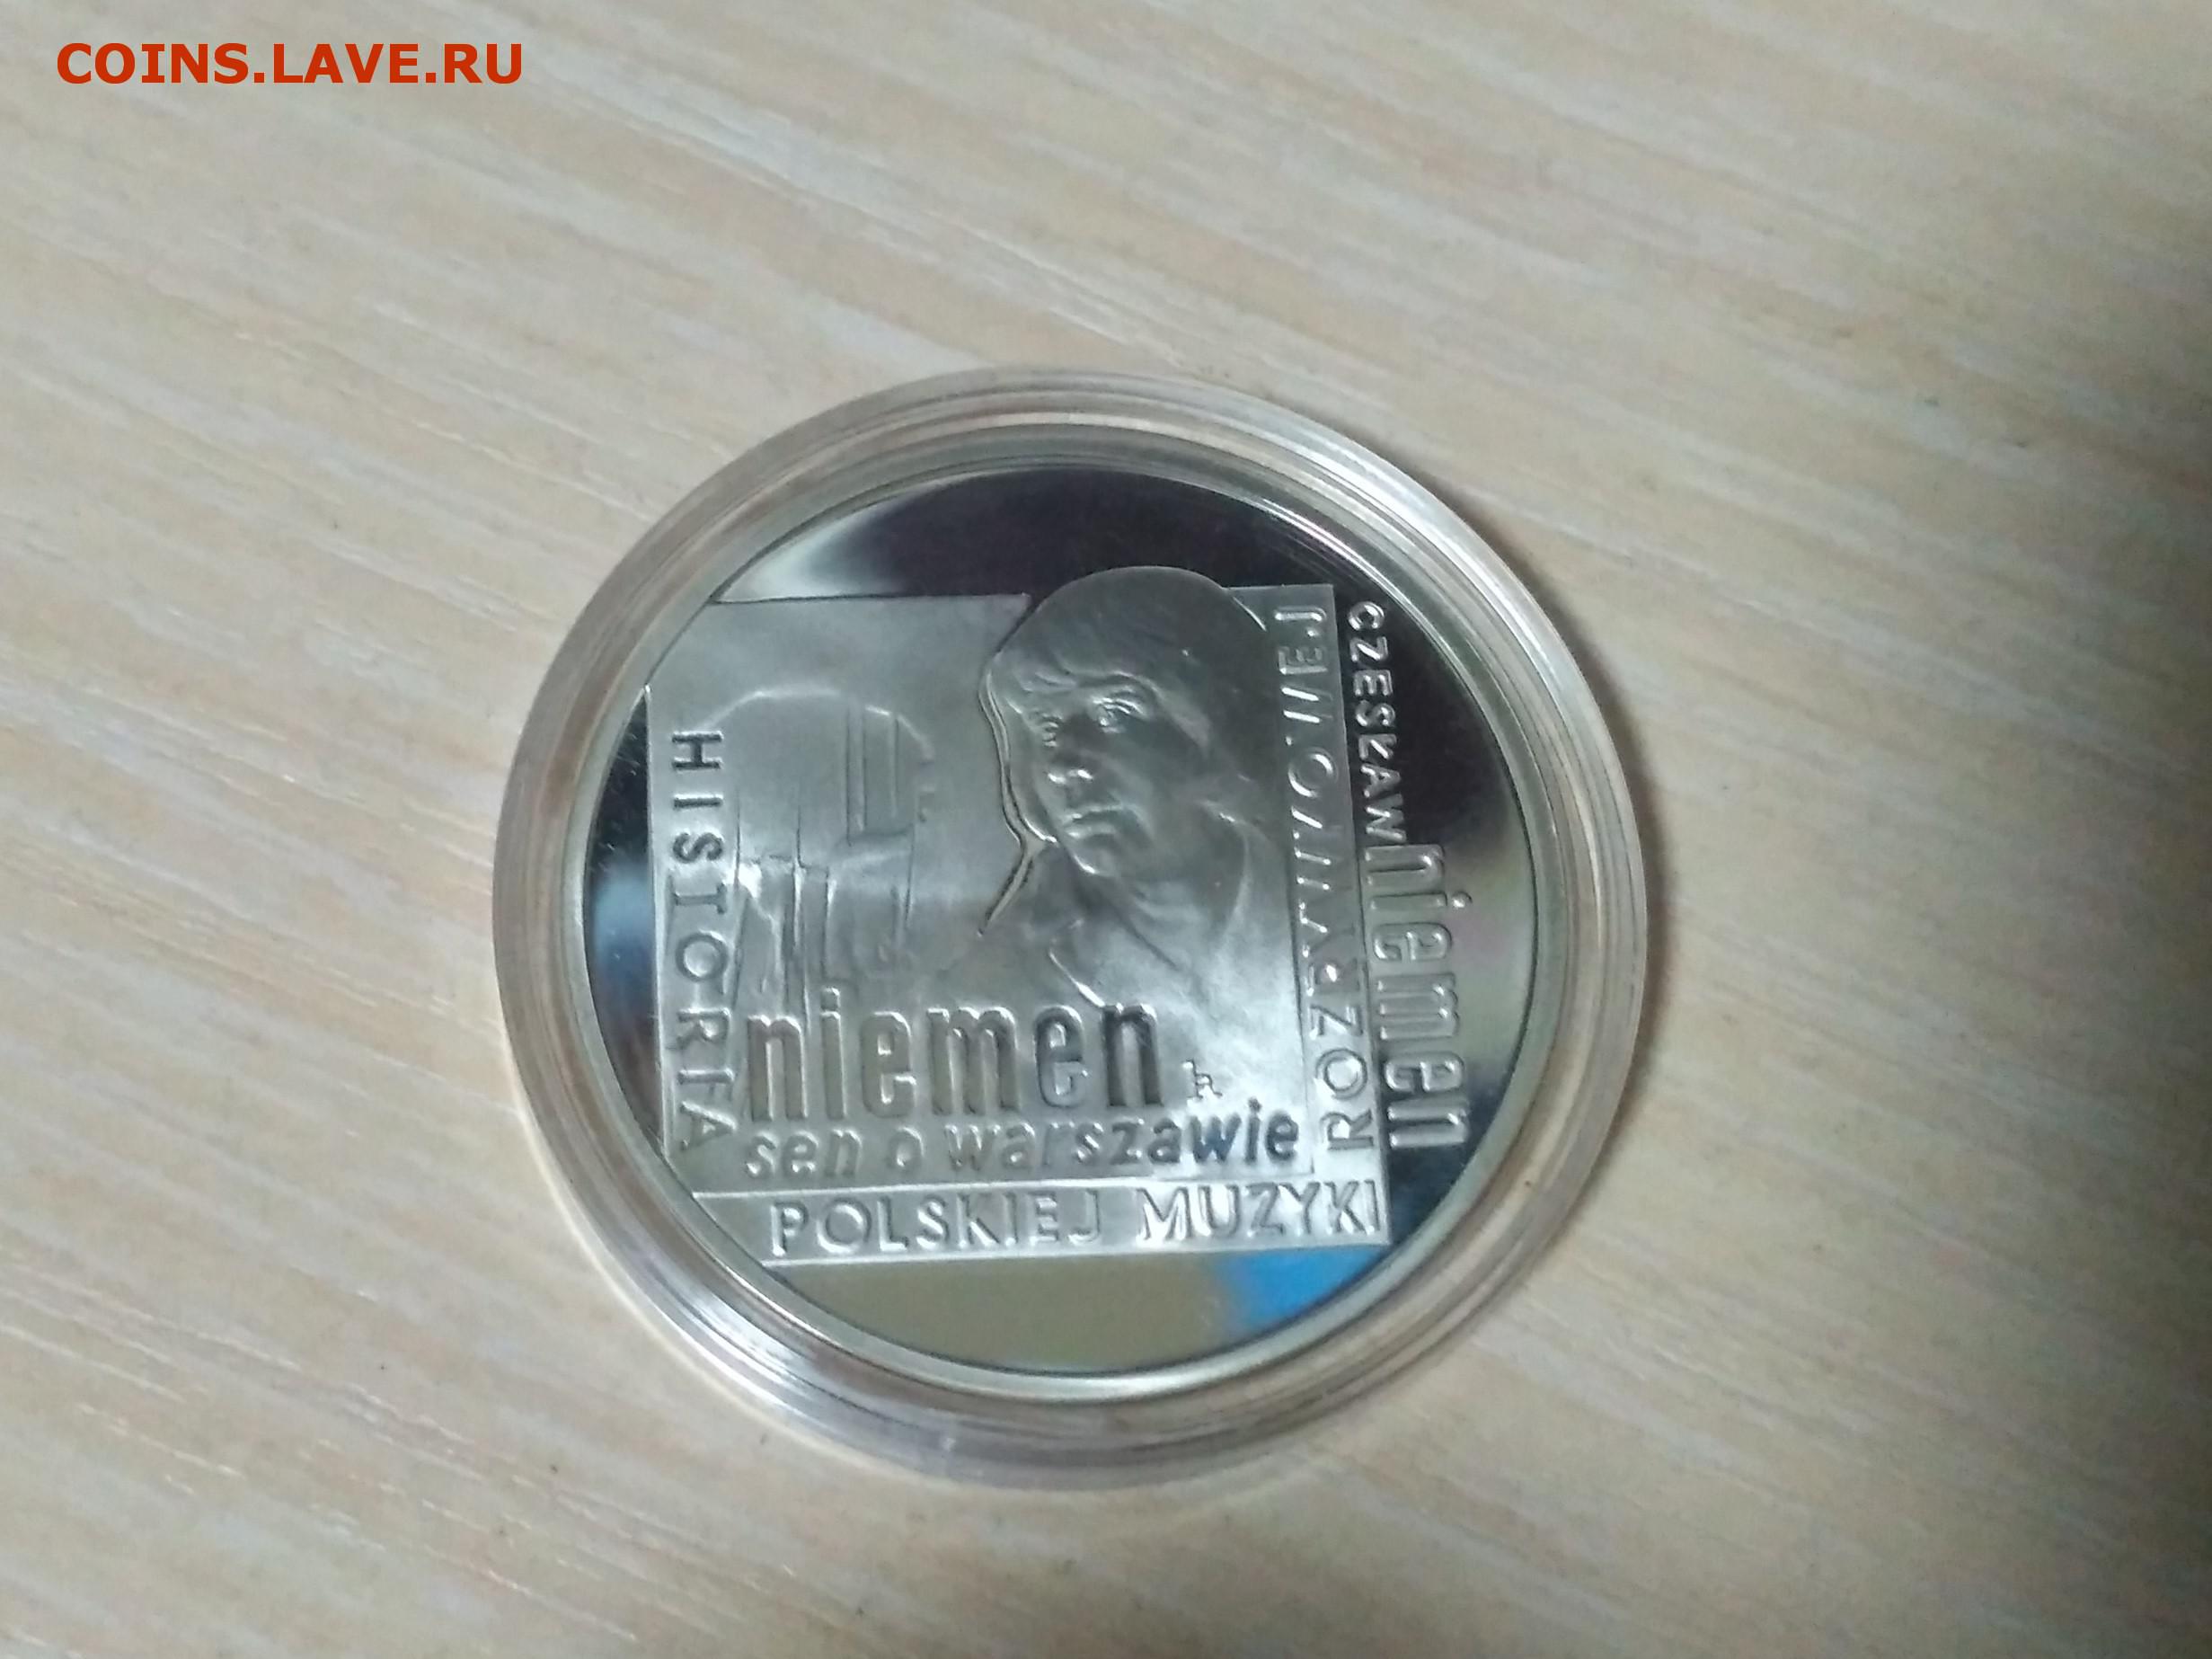 COINS.LAVE.RU
HISTORIA
POLSKIEJ MUZYKI
ROZRYWKOWEJ
CZESŁAW niemen
niemen
sen o warszawie